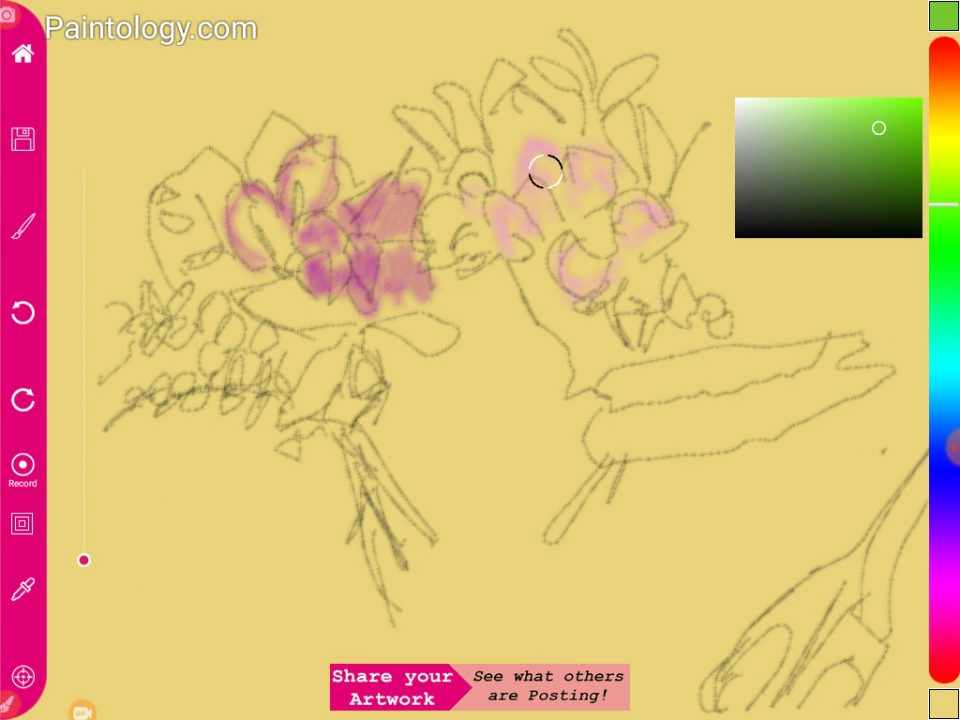 Paintology.com
Record
Share your
Artwork
See what others
are Posting!